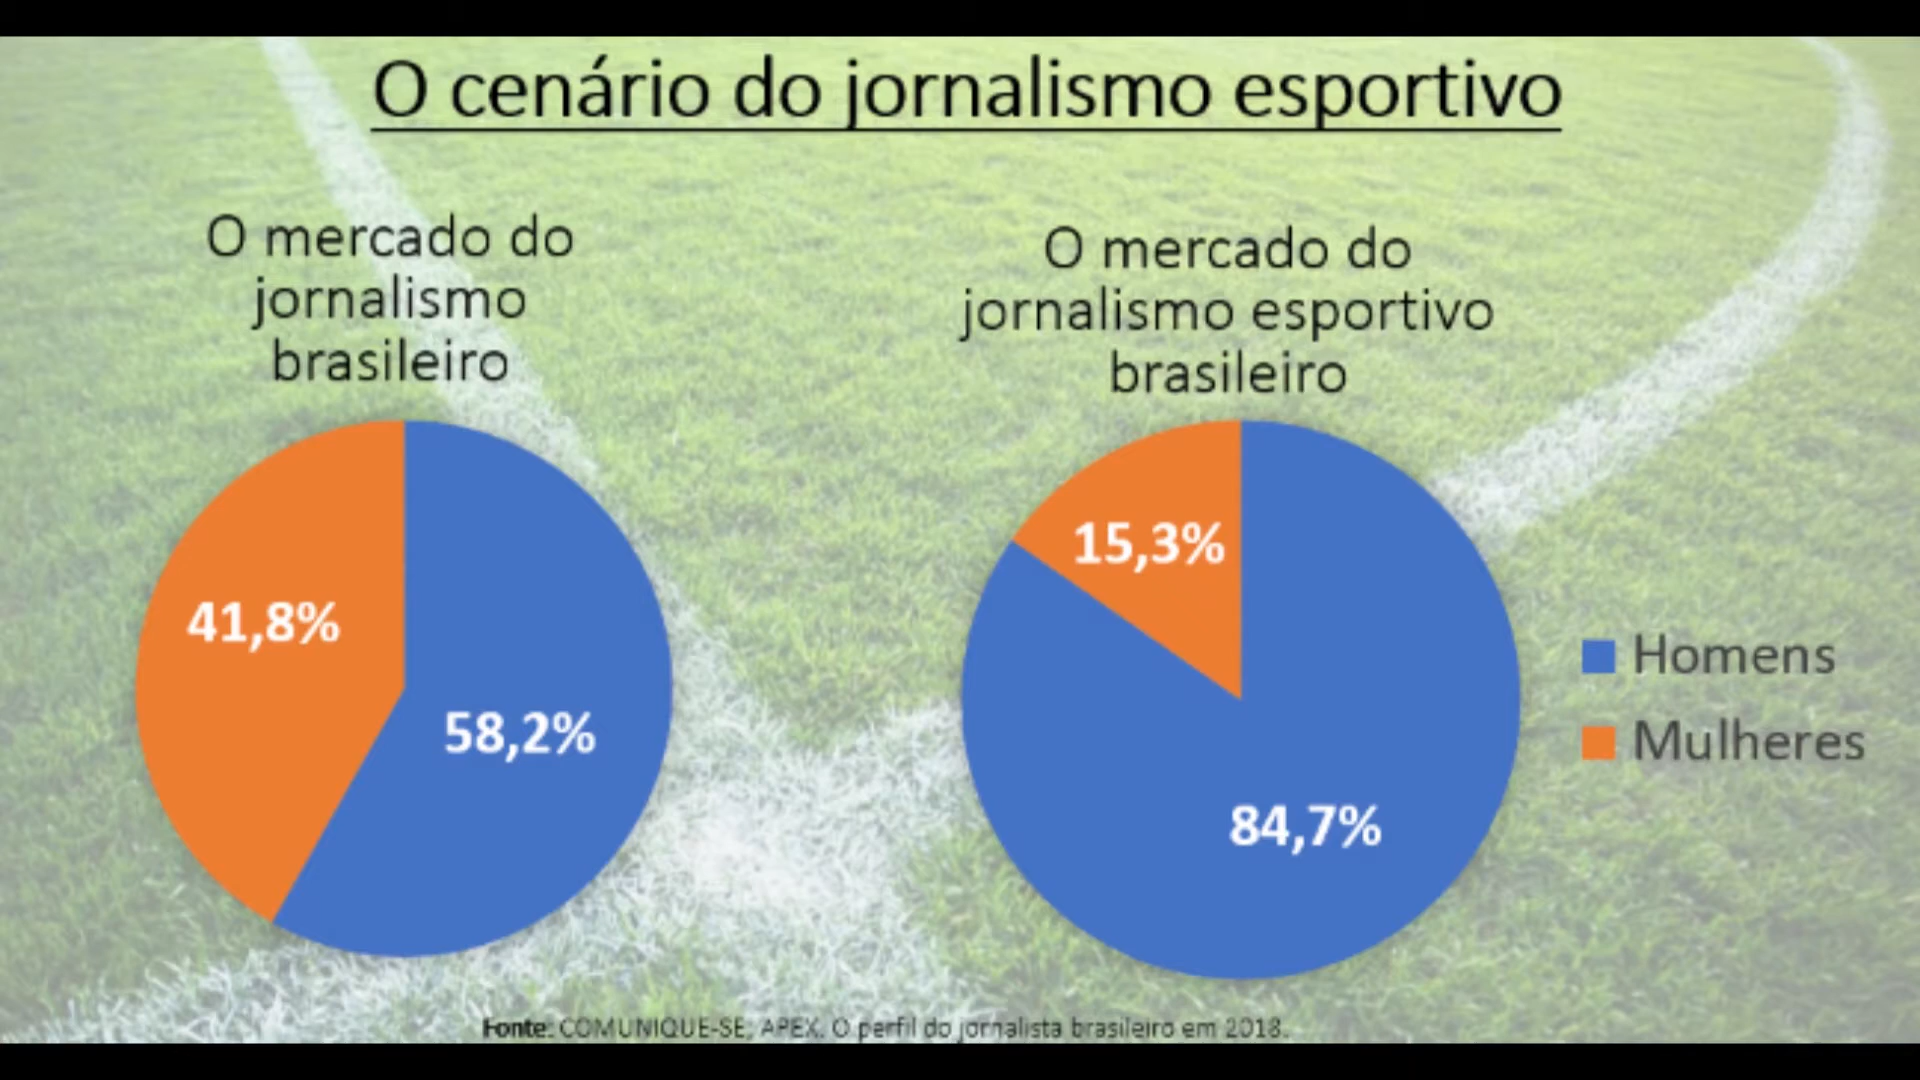 O cenário do jornalismo esportivo
O mercado do
jornalismo
brasileiro
O mercado do
jornalismo esportivo
brasileiro
41,8%
58,2%
15,3%
84,7%
Homens
Mulheres
Fonte: COMUNIQUE-SE; APEX. O perfil do jornalista brasileiro em 2018.